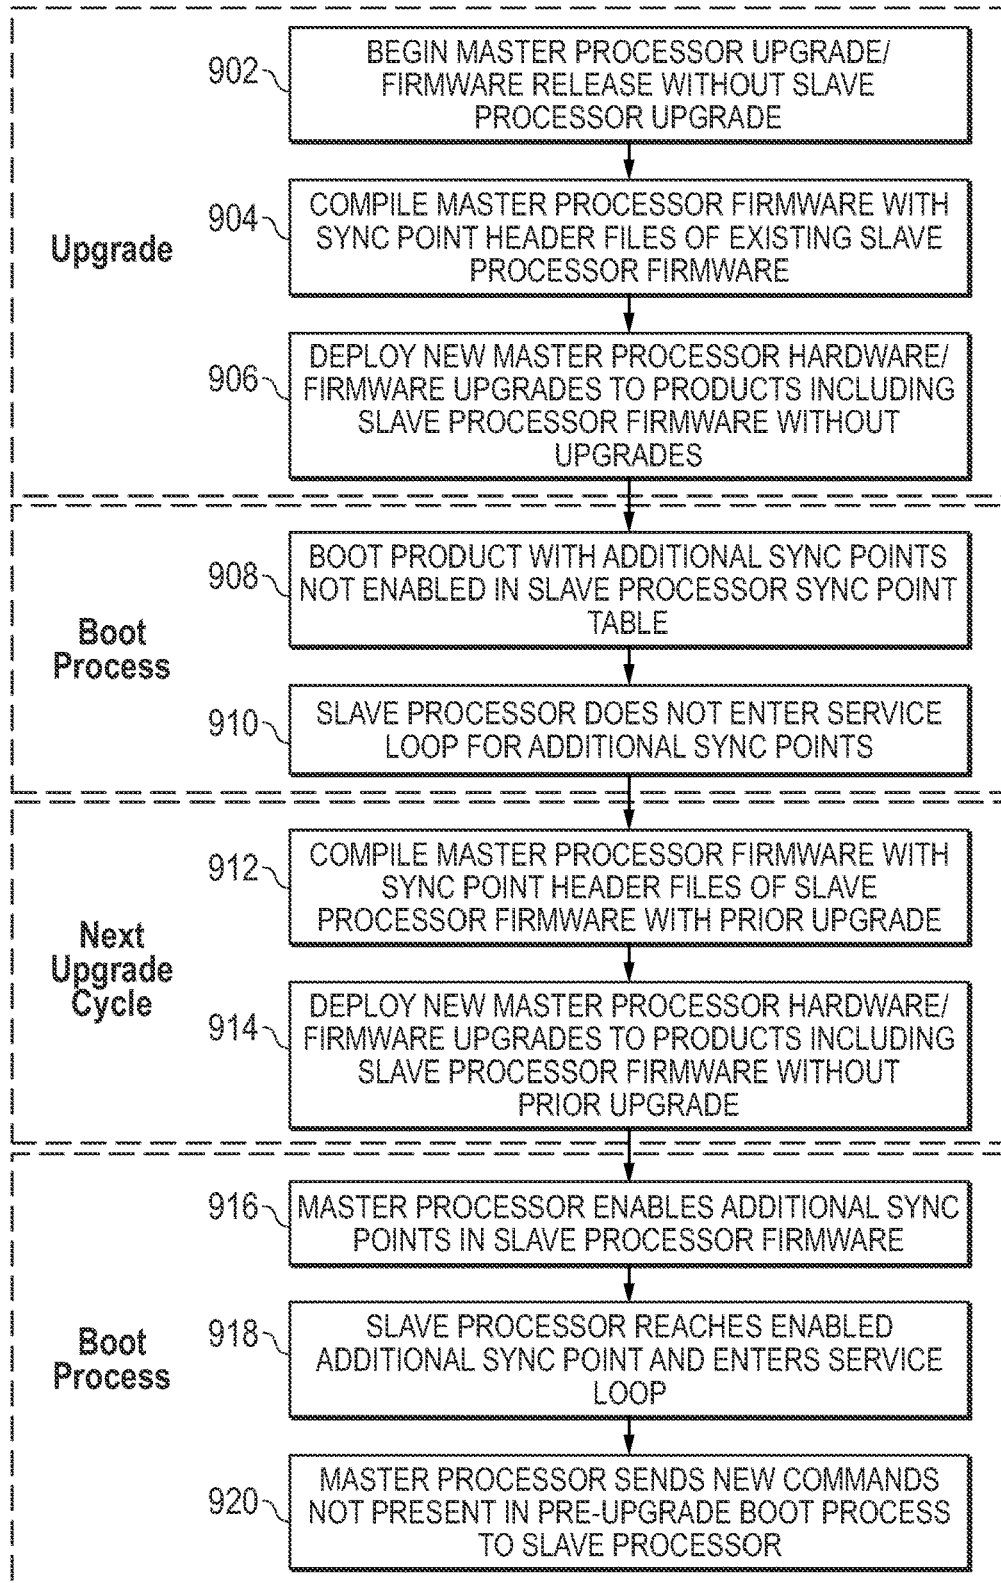 Upgrade
902
BEGIN MASTER PROCESSOR UPGRADE/
FIRMWARE RELEASE WITHOUT SLAVE
PROCESSOR UPGRADE
904
COMPILE MASTER PROCESSOR FIRMWARE WITH
SYNC POINT HEADER FILES OF EXISTING SLAVE
PROCESSOR FIRMWARE
906
DEPLOY NEW MASTER PROCESSOR HARDWARE/
FIRMWARE UPGRADES TO PRODUCTS INCLUDING
SLAVE PROCESSOR FIRMWARE WITHOUT
UPGRADES
Boot
Process
908
BOOT PRODUCT WITH ADDITIONAL SYNC POINTS
NOT ENABLED IN SLAVE PROCESSOR SYNC POINT
TABLE
910
SLAVE PROCESSOR DOES NOT ENTER SERVICE
LOOP FOR ADDITIONAL SYNC POINTS
Next
Upgrade
Cycle
912
COMPILE MASTER PROCESSOR FIRMWARE WITH
SYNC POINT HEADER FILES OF SLAVE
PROCESSOR FIRMWARE WITH PRIOR UPGRADE
914
DEPLOY NEW MASTER PROCESSOR HARDWARE/
FIRMWARE UPGRADES TO PRODUCTS INCLUDING
SLAVE PROCESSOR FIRMWARE WITHOUT
PRIOR UPGRADE
Boot
Process
916
MASTER PROCESSOR ENABLES ADDITIONAL SYNC
POINTS IN SLAVE PROCESSOR FIRMWARE
918
SLAVE PROCESSOR REACHES ENABLED
ADDITIONAL SYNC POINT AND ENTERS SERVICE
LOOP
920
MASTER PROCESSOR SENDS NEW COMMANDS
NOT PRESENT IN PRE-UPGRADE BOOT PROCESS
TO SLAVE PROCESSOR